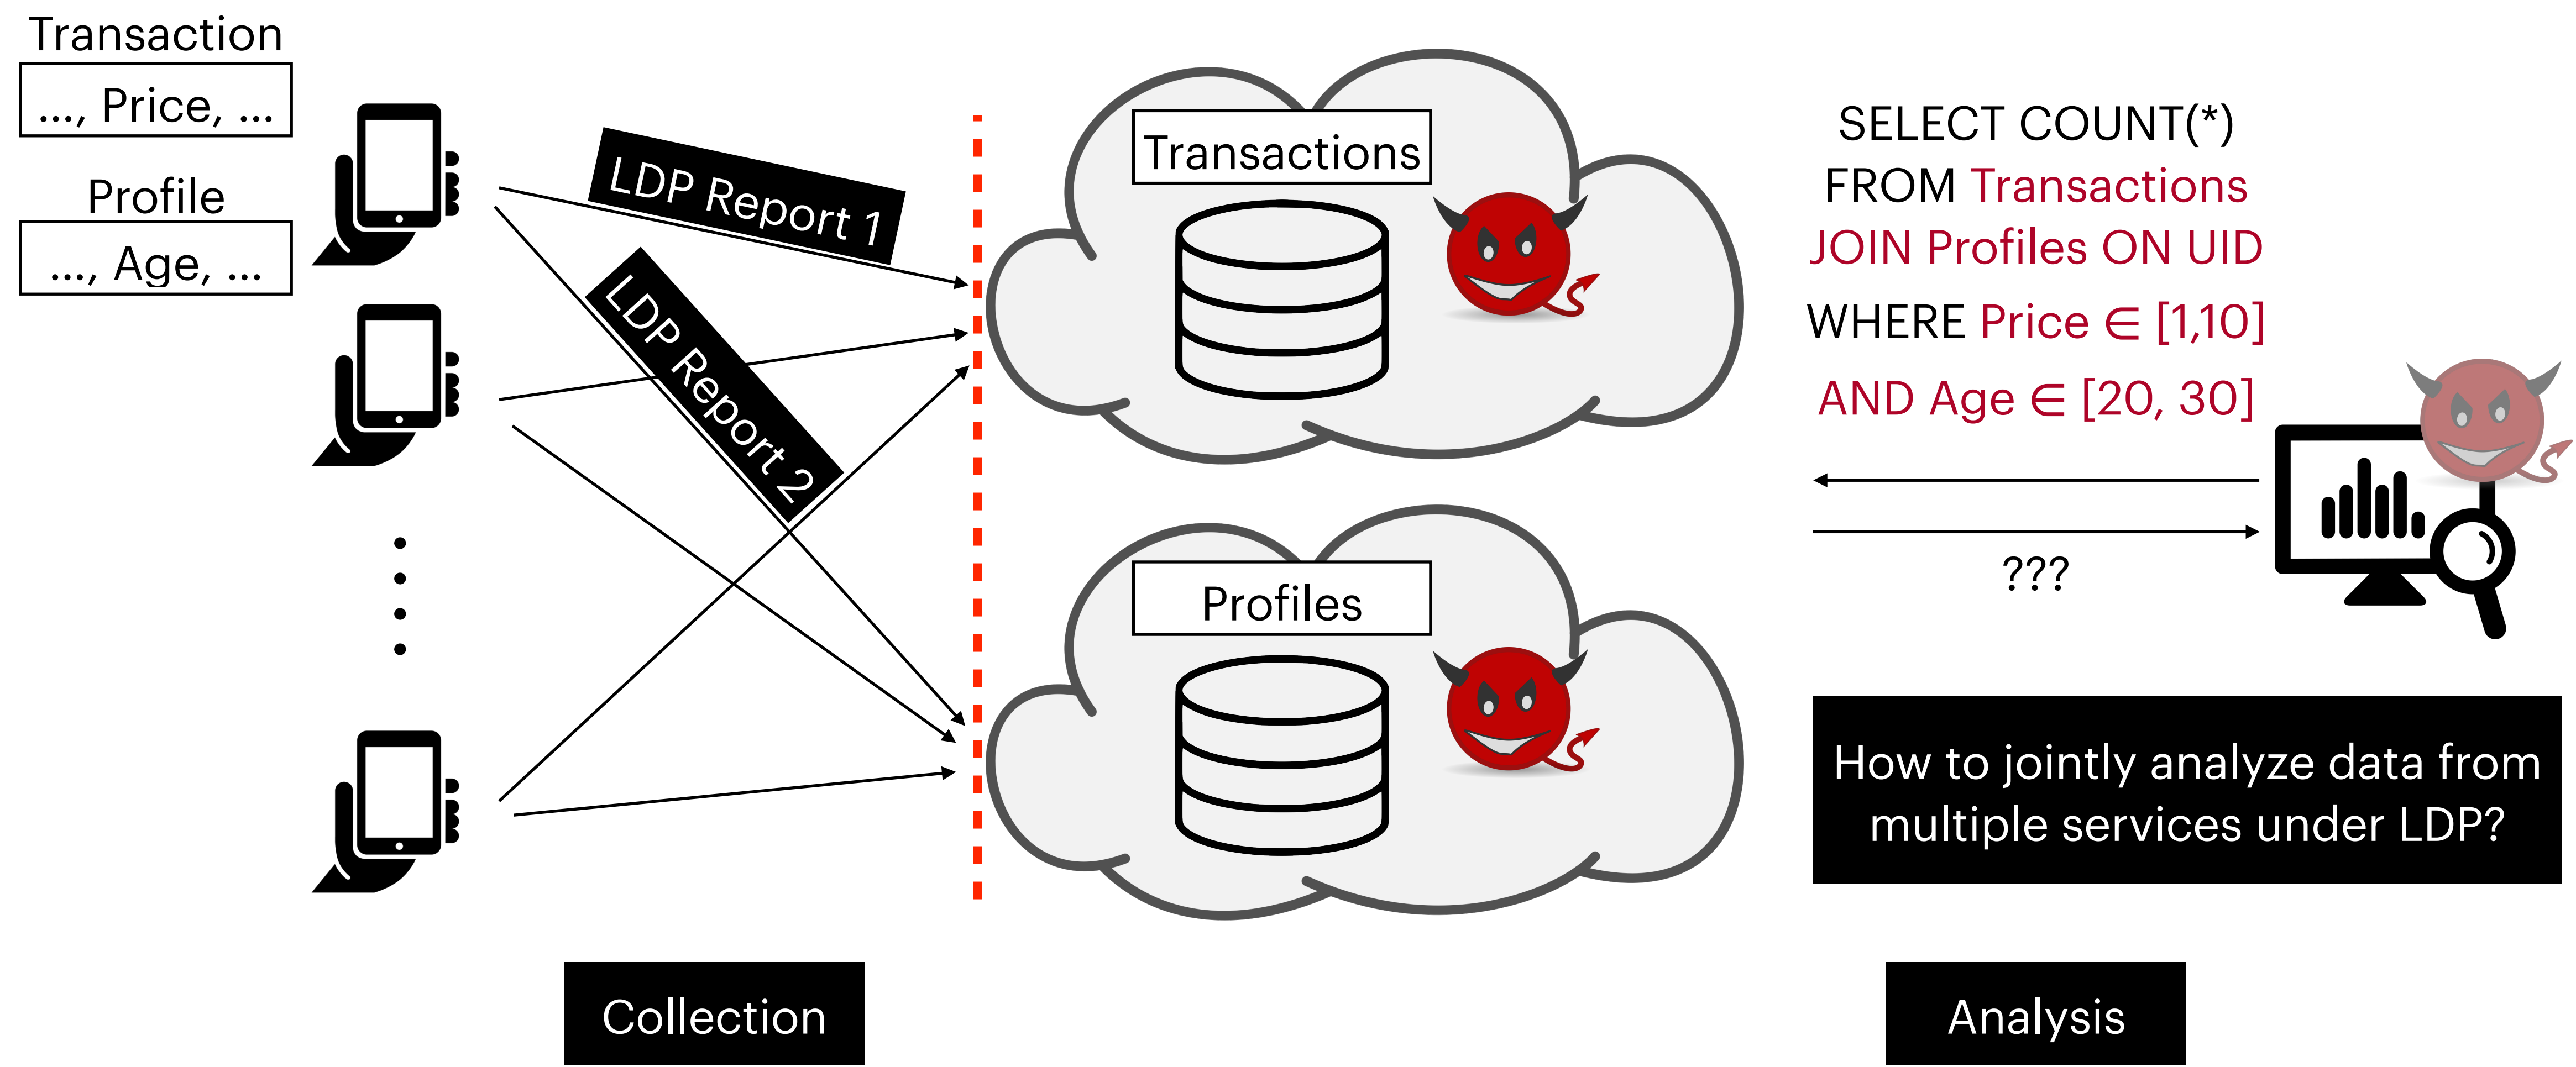 Transaction
..., Price, ...
Profile
..., Age, ...
LDP Report 1
LDP Report 2
Transactions
Profiles
SELECT COUNT(*)
FROM Transactions
JOIN Profiles ON UID
WHERE Price ∈ [1,10]
AND Age ∈ [20, 30]
???
How to jointly analyze data from
multiple services under LDP?
Collection
Analysis